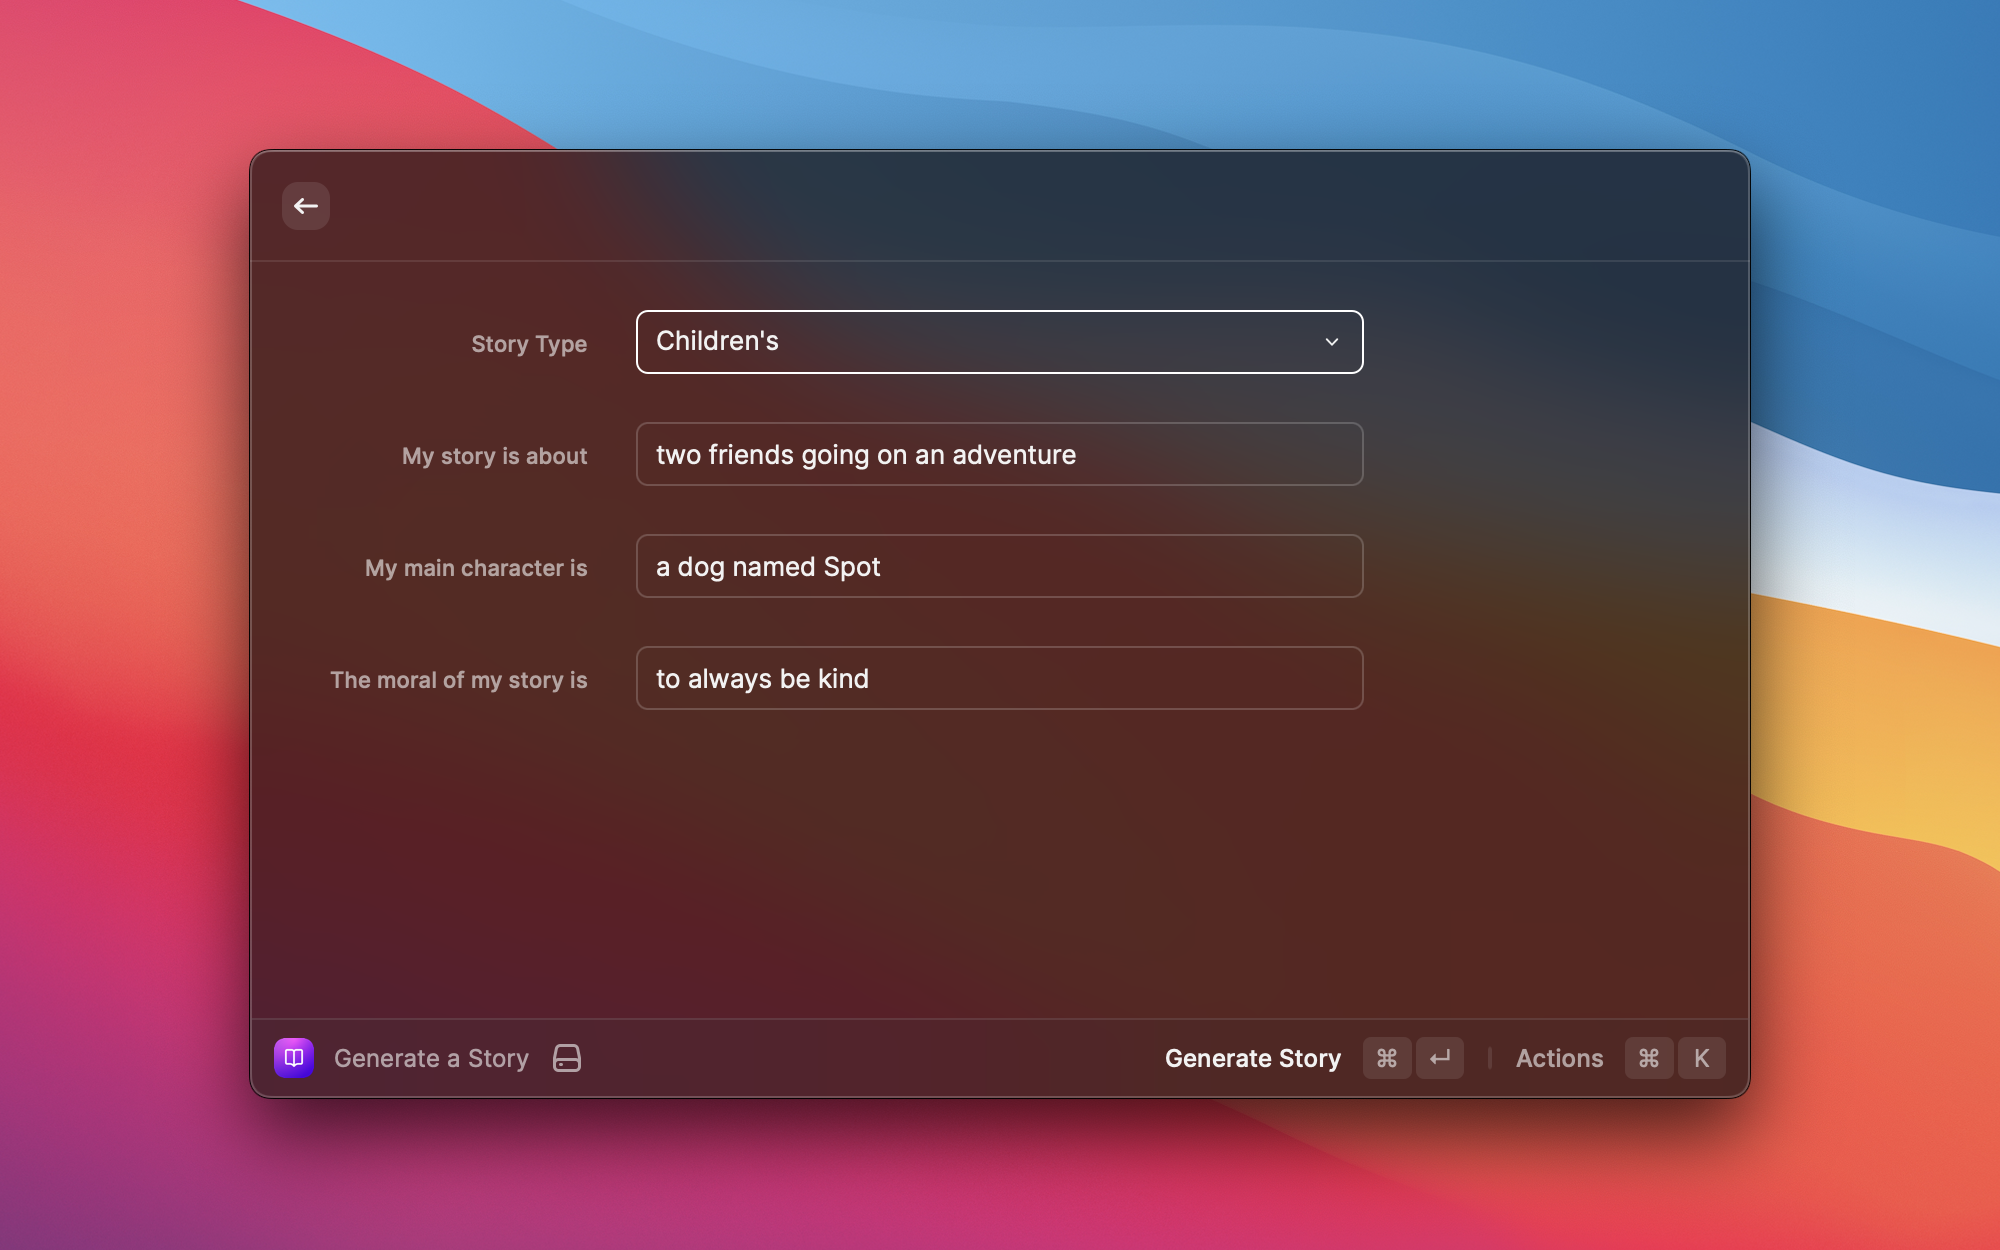 Story Type
Children's
My story is about
two friends going on an adventure
My main character is
a dog named Spot
The moral of my story is
to always be kind
Generate a Story
Generate Story ⌘ ↵ | Actions ⌘ K